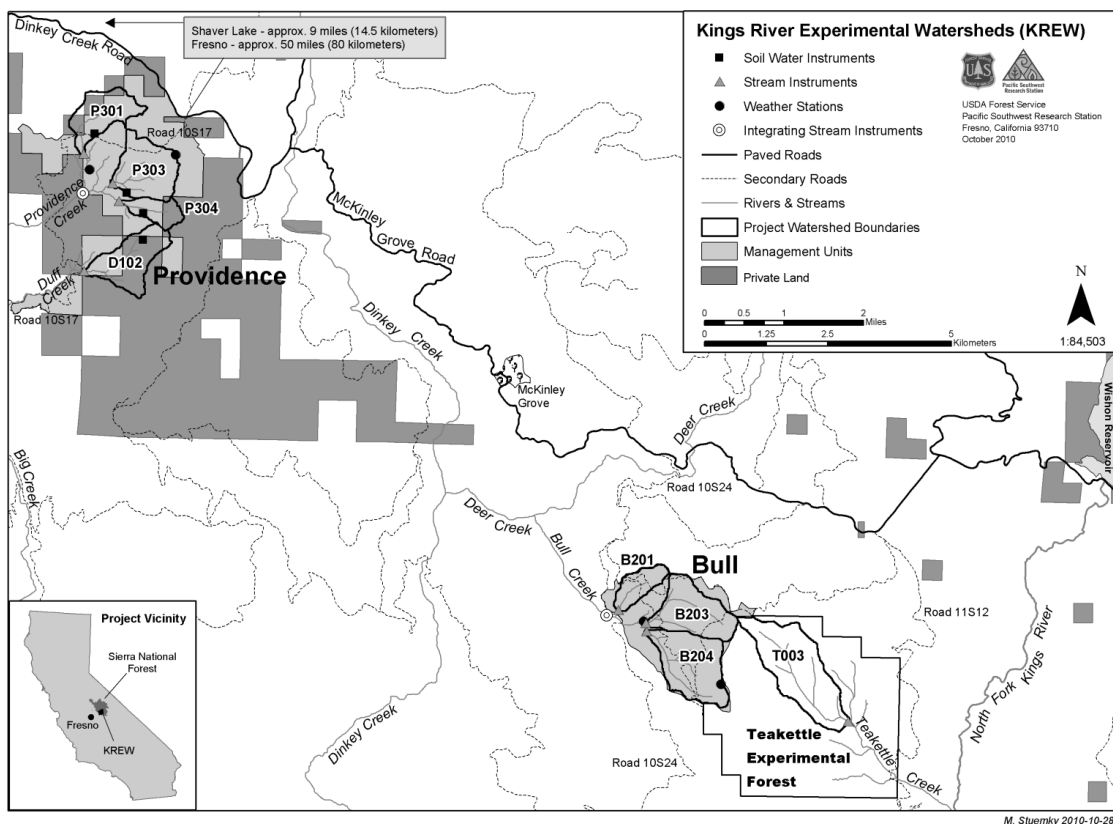 Dinkey Creek Road
Shaver Lake - approx. 9 miles (14.5 kilometers)
Fresno - approx. 50 miles (80 kilometers)
Kings River Experimental Watersheds (KREW)
Soil Water Instruments
Stream Instruments
Weather Stations
Integrating Stream Instruments
Paved Roads
Secondary Roads
Rivers & Streams
Project Watershed Boundaries
Management Units
Private Land
UAS
Pacific Southwest
Research Station
USDA Forest Service
Pacific Southwest Research Station
Fresno, California 93710
October 2010
N
0 0.5 1 2
Miles
0 1.25 2.5 5
Kilometers
1:84,503
P301
Road 10S17
P303
Providence
Creek
P304
D102
Providence
Duff
Creek
Road 10S17
McKinley
Grove Road
Dinkey Creek
McKinley
Grove
Deer Creek
Wishon Reservoir
Big Creek
Road 10S24
Deer Creek
Bull
Creek
B201
Bull
B203
B204
T003
Road 11S12
North Fork Kings River
Teakettle
Experimental
Forest
Teakettle
Creek
Dinkey Creek
Road 10S24
Project Vicinity
Sierra National
Forest
Fresno
KREW
M. Stuemky 2010-10-28